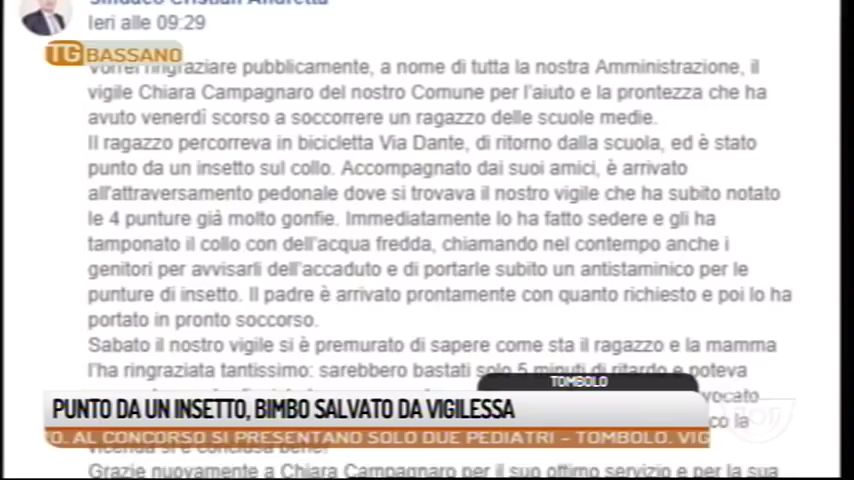 Sindaco Cristian Andretta
Ieri alle 09:29
TG BASSANO
Vorrei ringraziare pubblicamente, a nome di tutta la nostra Amministrazione, il
vigile Chiara Campagnaro del nostro Comune per l'aiuto e la prontezza che ha
avuto venerdì scorso a soccorrere un ragazzo delle scuole medie.
Il ragazzo percorreva in bicicletta Via Dante, di ritorno dalla scuola, ed è stato
punto da un insetto sul collo. Accompagnato dai suoi amici, è arrivato
all'attraversamento pedonale dove si trovava il nostro vigile che ha subito notato
le 4 punture già molto gonfie. Immediatamente lo ha fatto sedere e gli ha
tamponato il collo con dell'acqua fredda, chiamando nel contempo anche i
genitori per avvisarli dell'accaduto e di portarle subito un antistaminico per le
punture di insetto. Il padre è arrivato prontamente con quanto richiesto e poi lo ha
portato in pronto soccorso.
Sabato il nostro vigile si è premurato di sapere come sta il ragazzo e la mamma
l'ha ringraziata tantissimo: sarebbero bastati solo 5 minuti di ritardo e poteva
TOMBOLO
PUNTO DA UN INSETTO, BIMBO SALVATO DA VIGILESSA
O. AL CONCORSO SI PRESENTANO SOLO DUE PEDIATRI - TOMBOLO. VIG
Grazie nuovamente a Chiara Campagnaro per il suo ottimo servizio e per la sua